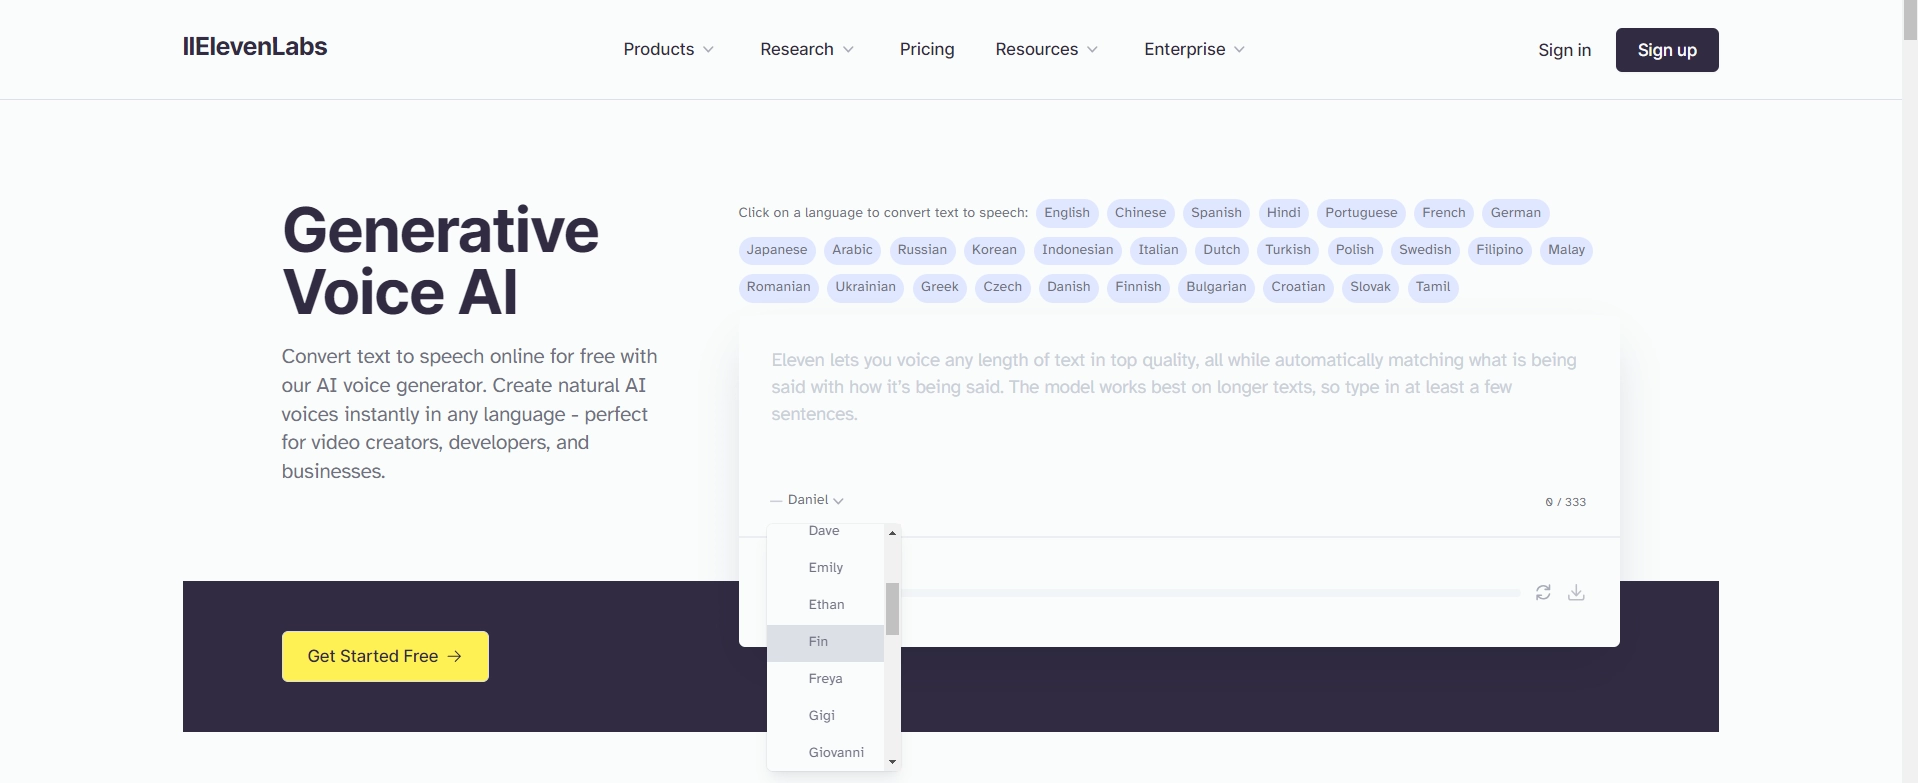 IIElevenLabs
Products
Research
Pricing
Resources
Enterprise
Sign in
Sign up
Generative
Voice AI
Convert text to speech online for free with
our AI voice generator. Create natural AI
voices instantly in any language - perfect
for video creators, developers, and
businesses.
Get Started Free →
Click on a language to convert text to speech: English Chinese Spanish Hindi Portuguese French German
Japanese Arabic Russian Korean Indonesian Italian Dutch Turkish Polish Swedish Filipino Malay
Romanian Ukrainian Greek Czech Danish Finnish Bulgarian Croatian Slovak Tamil
Eleven lets you voice any length of text in top quality, all while automatically matching what is being
said with how it's being said. The model works best on longer texts, so type in at least a few
sentences.
— Daniel
0 / 333
Dave
Emily
Ethan
Fin
Freya
Gigi
Giovanni